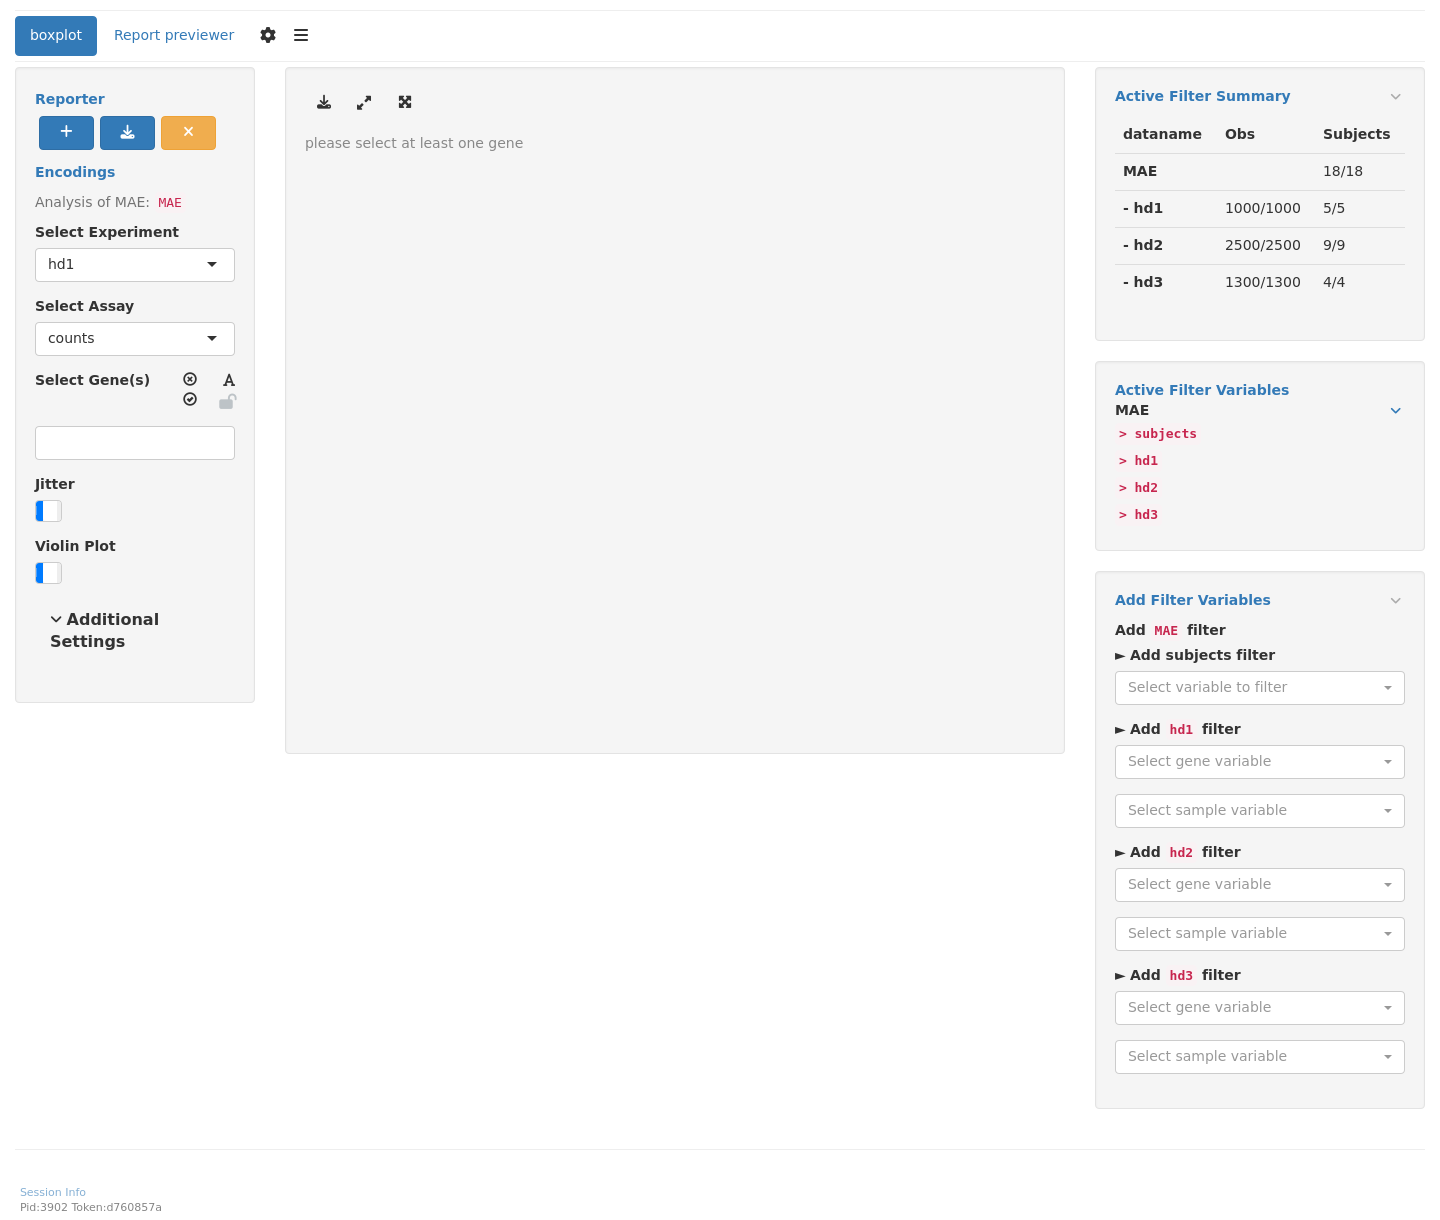 boxplot Report previewer
Reporter
Encodings
Analysis of MAE: MAE
Select Experiment
hd1
Select Assay
counts
Select Gene(s)
Jitter
Violin Plot
Additional
Settings
please select at least one gene
Active Filter Summary
dataname Obs Subjects
MAE 18/18
- hd1 1000/1000 5/5
- hd2 2500/2500 9/9
- hd3 1300/1300 4/4
Active Filter Variables
MAE
> subjects
> hd1
> hd2
> hd3
Add Filter Variables
Add MAE filter
► Add subjects filter
Select variable to filter
► Add hd1 filter
Select gene variable
Select sample variable
► Add hd2 filter
Select gene variable
Select sample variable
► Add hd3 filter
Select gene variable
Select sample variable
Session Info
Pid:3902 Token:d760857a